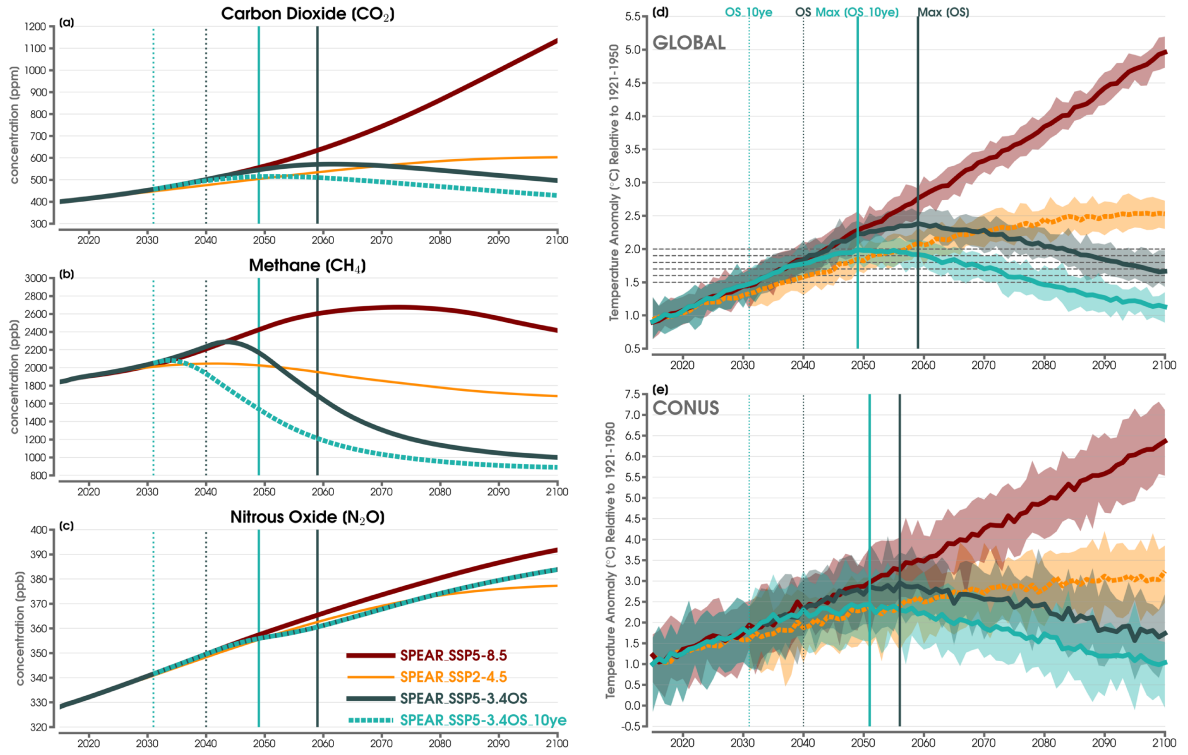 (a)
Carbon Dioxide (CO₂)
concentration (ppm)
1200
1100
1000
900
800
700
600
500
400
300
2020 2030 2040 2050 2060 2070 2080 2090 2100
(b)
Methane (CH₄)
concentration (ppb)
3000
2800
2600
2400
2200
2000
1800
1600
1400
1200
1000
800
2020 2030 2040 2050 2060 2070 2080 2090 2100
(c)
Nitrous Oxide (N₂O)
concentration (ppb)
400
390
380
370
360
350
340
330
320
SPEAR_SSP5-8.5
SPEAR_SSP2-4.5
SPEAR_SSP5-3.4OS
SPEAR_SSP5-3.4OS_10ye
2020 2030 2040 2050 2060 2070 2080 2090 2100
(d)
OS_10ye OS Max (OS_10ye) Max (OS)
GLOBAL
Temperature Anomaly (°C) Relative to 1921-1950
5.5
5.0
4.5
4.0
3.5
3.0
2.5
2.0
1.5
1.0
0.5
2020 2030 2040 2050 2060 2070 2080 2090 2100
(e)
CONUS
Temperature Anomaly (°C) Relative to 1921-1950
7.5
7.0
6.5
6.0
5.5
5.0
4.5
4.0
3.5
3.0
2.5
2.0
1.5
1.0
0.5
0.0
-0.5
2020 2030 2040 2050 2060 2070 2080 2090 2100